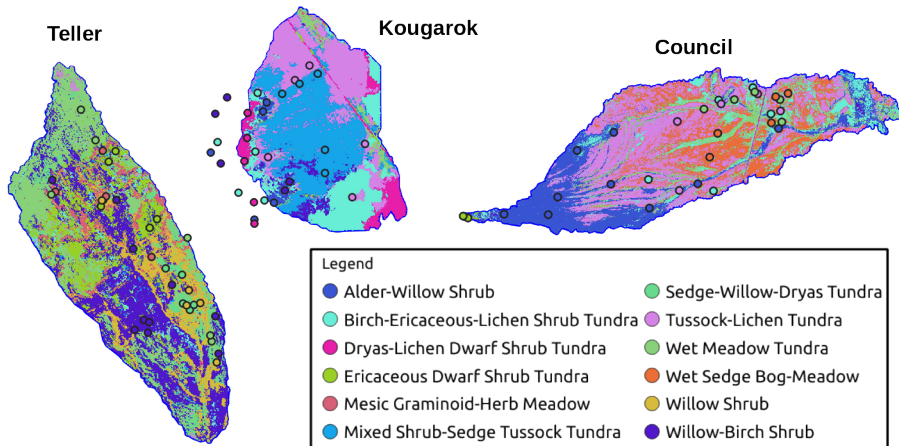 Teller
Kougarok
Council
Legend
Alder-Willow Shrub
Birch-Ericaceous-Lichen Shrub Tundra
Dryas-Lichen Dwarf Shrub Tundra
Ericaceous Dwarf Shrub Tundra
Mesic Graminoid-Herb Meadow
Mixed Shrub-Sedge Tussock Tundra
Sedge-Willow-Dryas Tundra
Tussock-Lichen Tundra
Wet Meadow Tundra
Wet Sedge Bog-Meadow
Willow Shrub
Willow-Birch Shrub